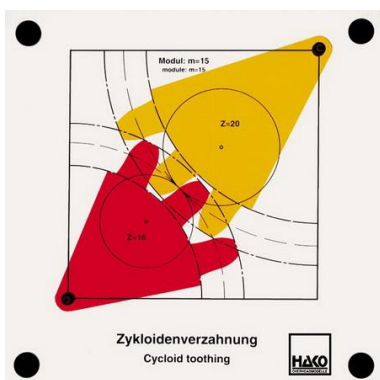 Modul: m=15
module: m=15
Z=20
Z=16
Zykloidenverzahnung
Cycloid toothing
HAKO